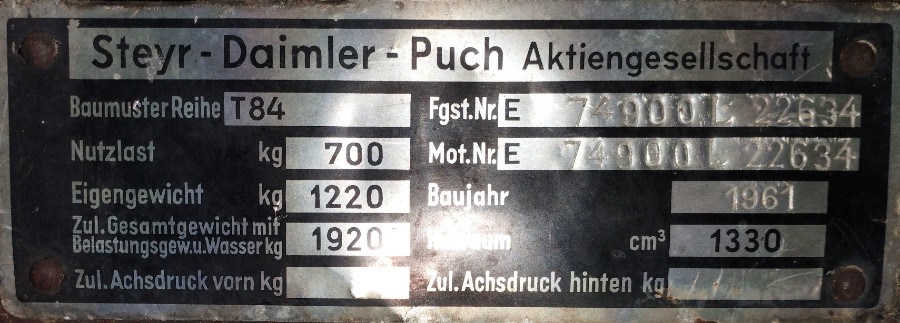 Steyr - Daimler - Puch Aktiengesellschaft
Baumuster Reihe T84 Fgst.Nr. E 74900 L 22634
Nutzlast kg 700 Mot.Nr. E 74900 L 22634
Eigengewicht kg 1220 Baujahr 1961
Zul. Gesamtgewicht mit
Belastungsgew.u.Wasser kg 1920 cm³ 1330
Zul. Achsdruck vorn kg Zul. Achsdruck hinten kg